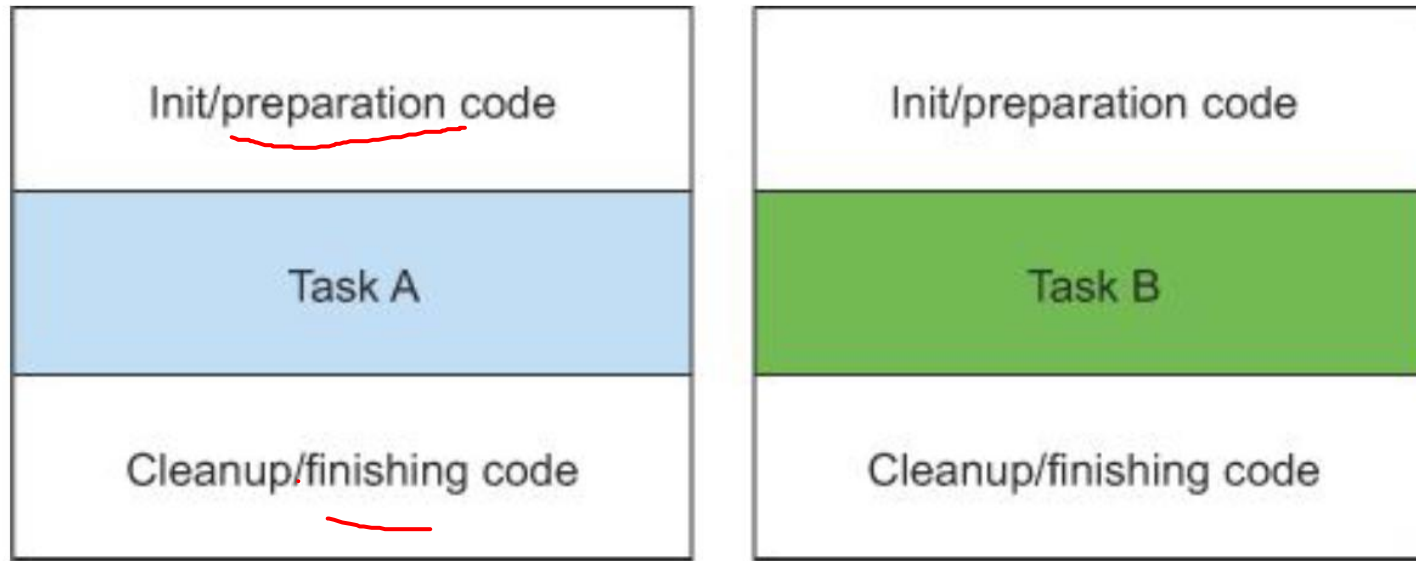 Init/preparation code
Task A
Cleanup/finishing code
Init/preparation code
Task B
Cleanup/finishing code